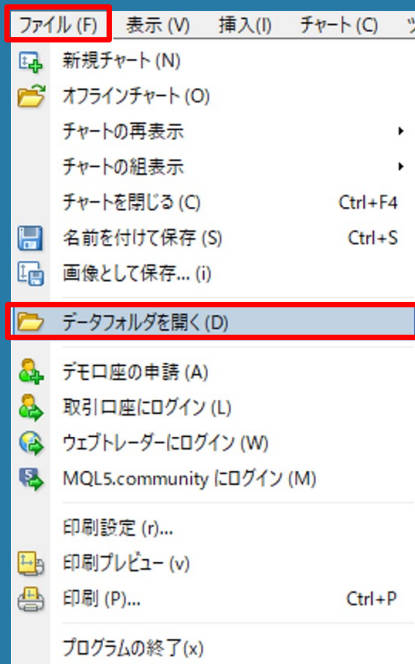 ファイル (F) 表示 (V) 挿入(I) チャート (C)
新規チャート (N)
オフラインチャート (O)
チャートの再表示
チャートの組表示
チャートを閉じる (C) Ctrl+F4
名前を付けて保存 (S) Ctrl+S
画像として保存... (i)
データフォルダを開く (D)
デモ口座の申請 (A)
取引口座にログイン (L)
ウェブトレーダーにログイン (W)
MQL5.community にログイン (M)
印刷設定 (r)...
印刷プレビュー (v)
印刷 (P)... Ctrl+P
プログラムの終了(x)